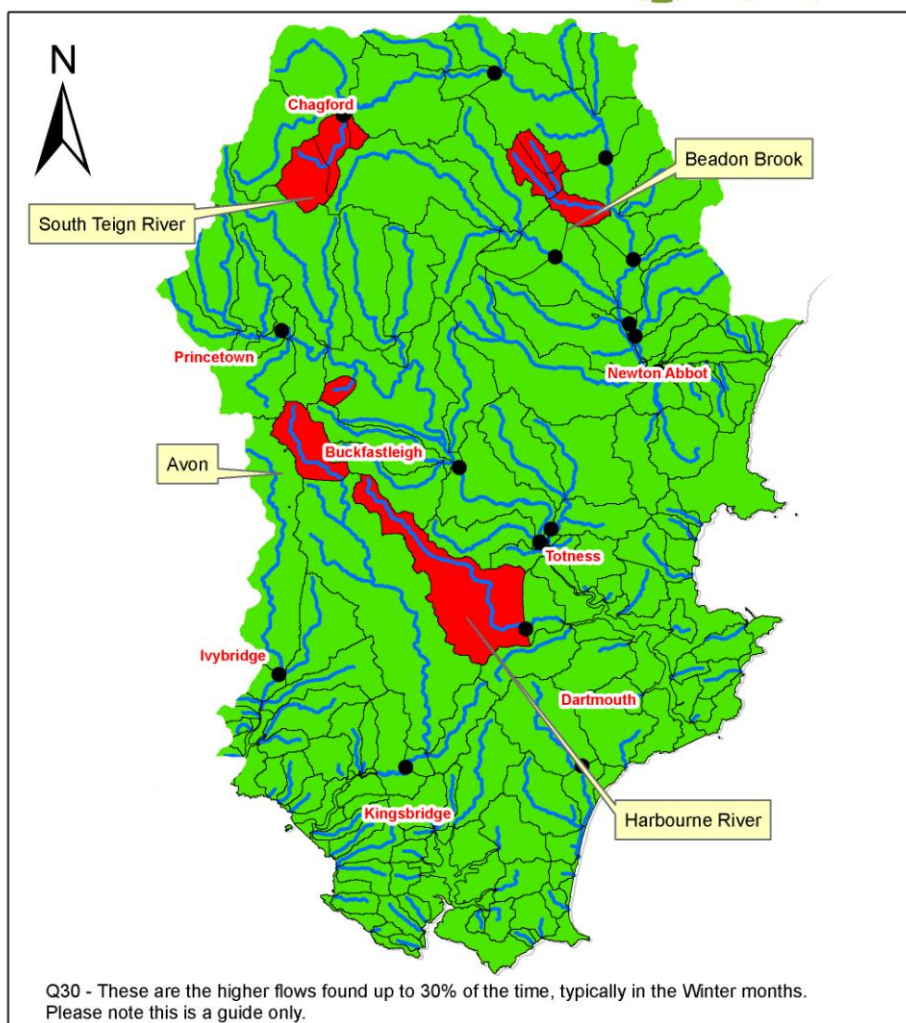 N
Chagford
Beadon Brook
South Teign River
Princetown
Newton Abbot
Buckfastleigh
Avon
Totness
Ivybridge
Dartmouth
Kingsbridge
Harbourne River
Q30 - These are the higher flows found up to 30% of the time, typically in the Winter months.
Please note this is a guide only.